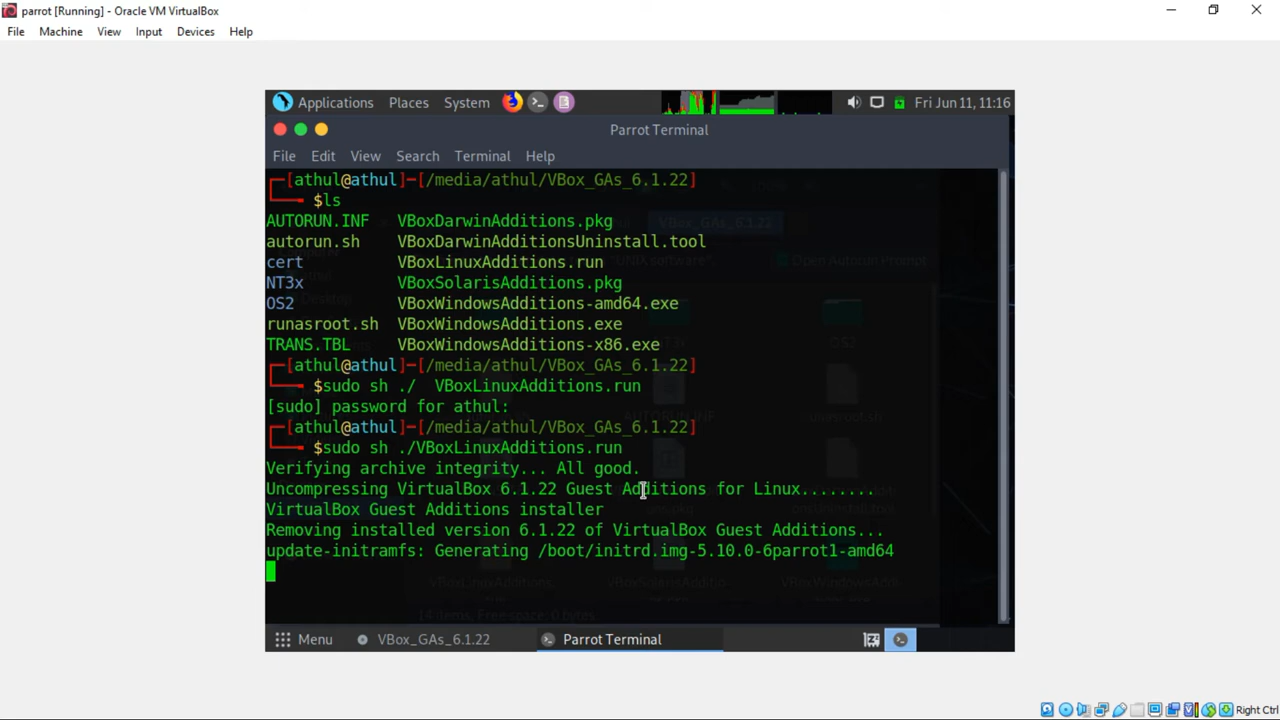 parrot [Running] - Oracle VM VirtualBox
File Machine View Input Devices Help
Applications Places System Fri Jun 11, 11:16
Parrot Terminal
File Edit View Search Terminal Help
┌─[athul@athul]─[/media/athul/VBox_GAs_6.1.22]
└──╼ $ls
AUTORUN.INF VBoxDarwinAdditions.pkg
autorun.sh VBoxDarwinAdditionsUninstall.tool
cert VBoxLinuxAdditions.run
NT3x VBoxSolarisAdditions.pkg
OS2 VBoxWindowsAdditions-amd64.exe
runasroot.sh VBoxWindowsAdditions.exe
TRANS.TBL VBoxWindowsAdditions-x86.exe
┌─[athul@athul]─[/media/athul/VBox_GAs_6.1.22]
└──╼ $sudo sh ./ VBoxLinuxAdditions.run
[sudo] password for athul:
┌─[athul@athul]─[/media/athul/VBox_GAs_6.1.22]
└──╼ $sudo sh ./VBoxLinuxAdditions.run
Verifying archive integrity... All good.
Uncompressing VirtualBox 6.1.22 Guest Additions for Linux........
VirtualBox Guest Additions installer
Removing installed version 6.1.22 of VirtualBox Guest Additions...
update-initramfs: Generating /boot/initrd.img-5.10.0-6parrot1-amd64
Menu VBox_GAs_6.1.22 Parrot Terminal
Right Ctrl